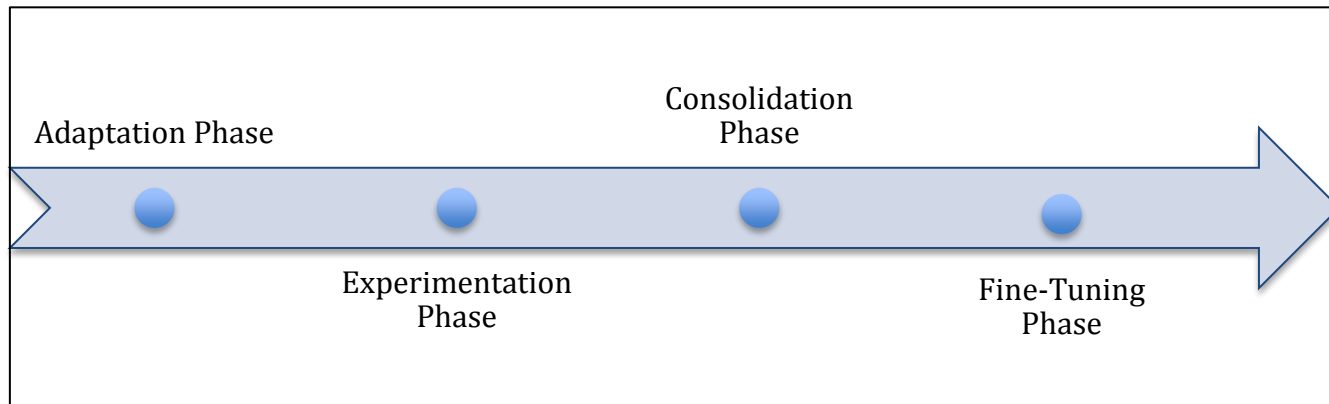 Adaptation Phase
Experimentation
Phase
Consolidation
Phase
Fine-Tuning
Phase